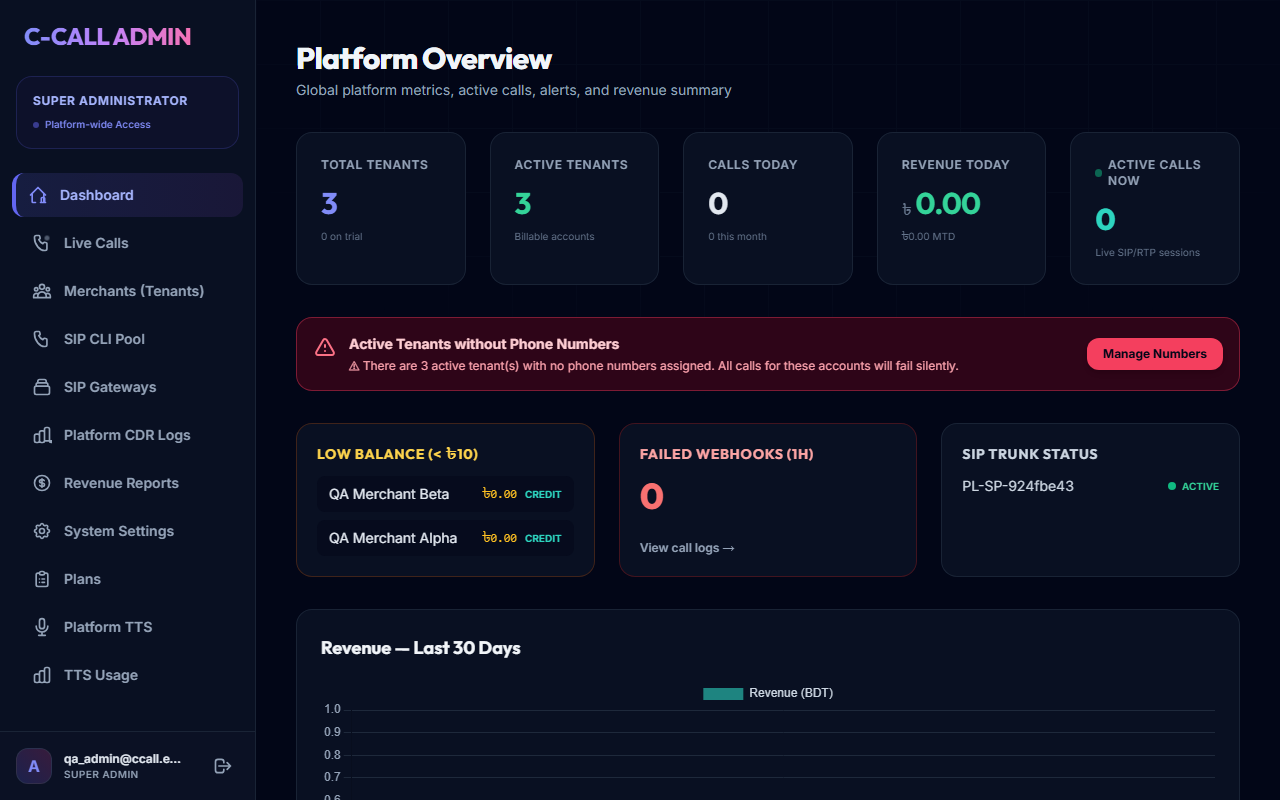 C-CALL ADMIN
SUPER ADMINISTRATOR
Platform-wide Access
Dashboard
Live Calls
Merchants (Tenants)
SIP CLI Pool
SIP Gateways
Platform CDR Logs
Revenue Reports
System Settings
Plans
Platform TTS
TTS Usage
A
qa_admin@ccall.e...
SUPER ADMIN
Platform Overview
Global platform metrics, active calls, alerts, and revenue summary
TOTAL TENANTS
3
0 on trial
ACTIVE TENANTS
3
Billable accounts
CALLS TODAY
0
0 this month
REVENUE TODAY
৳ 0.00
৳0.00 MTD
ACTIVE CALLS
NOW
0
Live SIP/RTP sessions
Active Tenants without Phone Numbers
⚠ There are 3 active tenant(s) with no phone numbers assigned. All calls for these accounts will fail silently.
Manage Numbers
LOW BALANCE (< ৳10)
QA Merchant Beta ৳0.00 CREDIT
QA Merchant Alpha ৳0.00 CREDIT
FAILED WEBHOOKS (1H)
0
View call logs →
SIP TRUNK STATUS
PL-SP-924fbe43 ACTIVE
Revenue — Last 30 Days
Revenue (BDT)
1.0
0.9
0.8
0.7
0.6